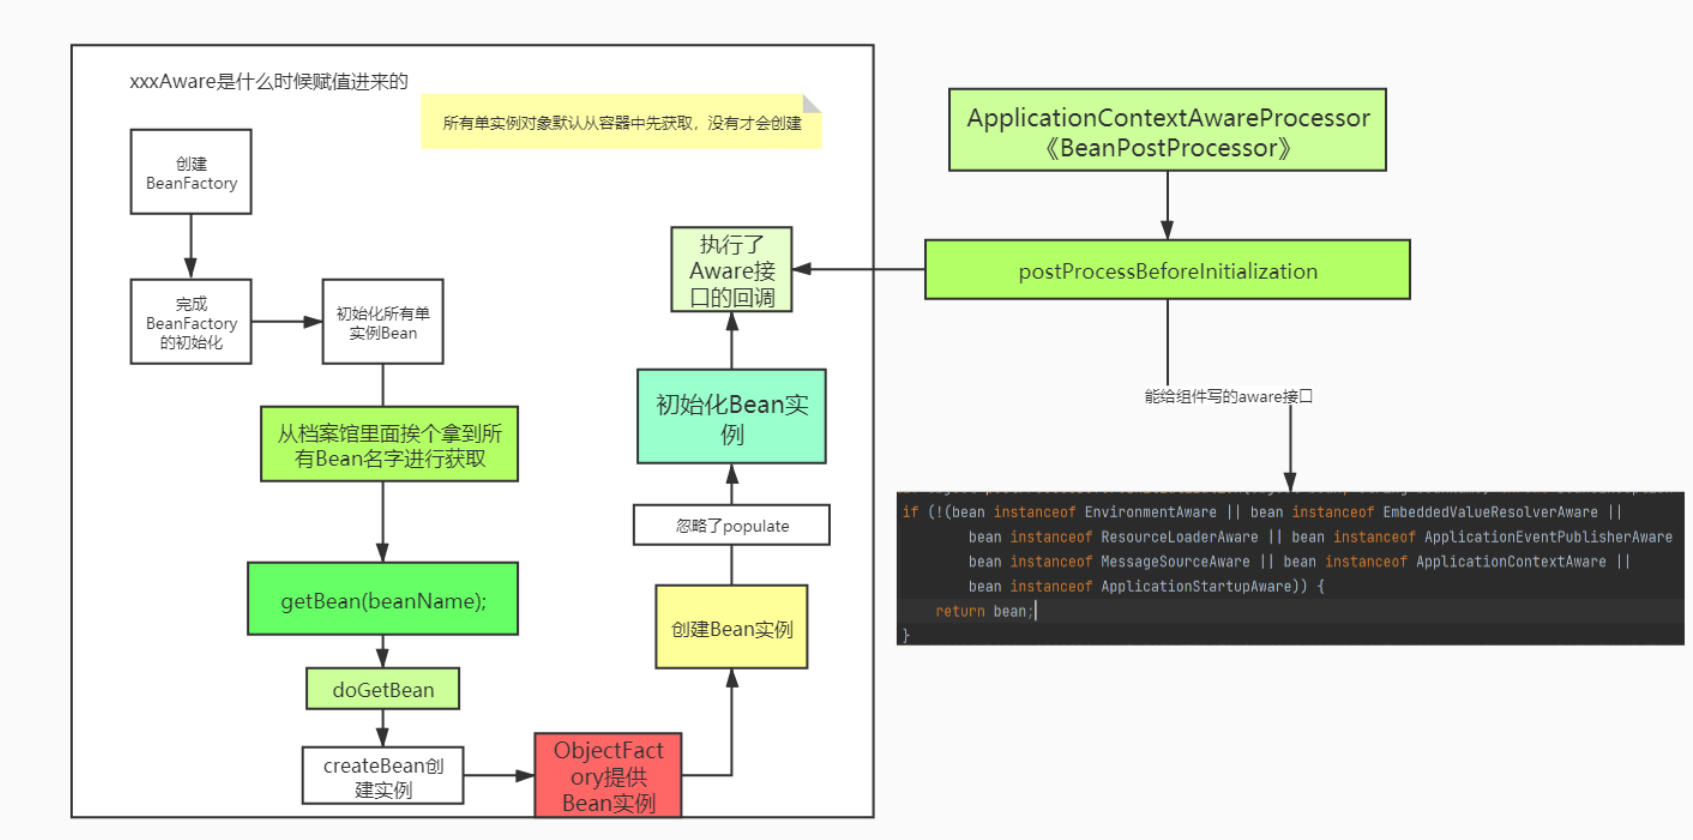 xxxAware是什么时候赋值进来的
所有单实例对象默认从容器中先获取，没有才会创建
创建
BeanFactory
完成
BeanFactory
的初始化
初始化所有单
实例Bean
从档案馆里面挨个拿到所
有Bean名字进行获取
getBean(beanName);
doGetBean
createBean创
建实例
ObjectFact
ory提供
Bean实例
创建Bean实例
忽略了populate
初始化Bean实
例
执行了
Aware接
口的回调
ApplicationContextAwareProcessor
《BeanPostProcessor》
postProcessBeforeInitialization
能给组件写的aware接口
if (!(bean instanceof EnvironmentAware || bean instanceof EmbeddedValueResolverAware ||
bean instanceof ResourceLoaderAware || bean instanceof ApplicationEventPublisherAware
bean instanceof MessageSourceAware || bean instanceof ApplicationContextAware ||
bean instanceof ApplicationStartupAware)) {
return bean;
}